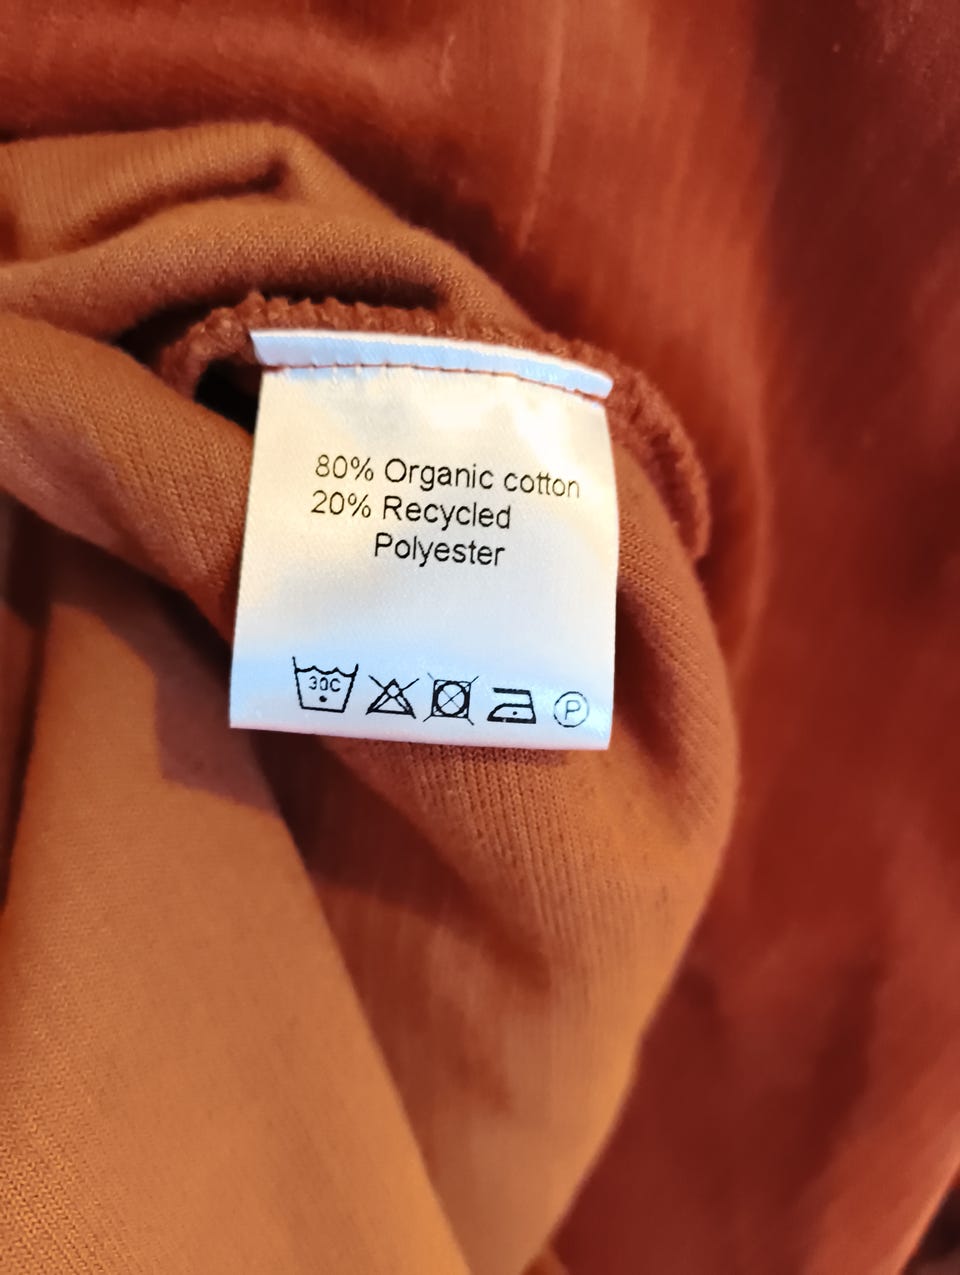 80% Organic cotton
20% Recycled
Polyester
30C P